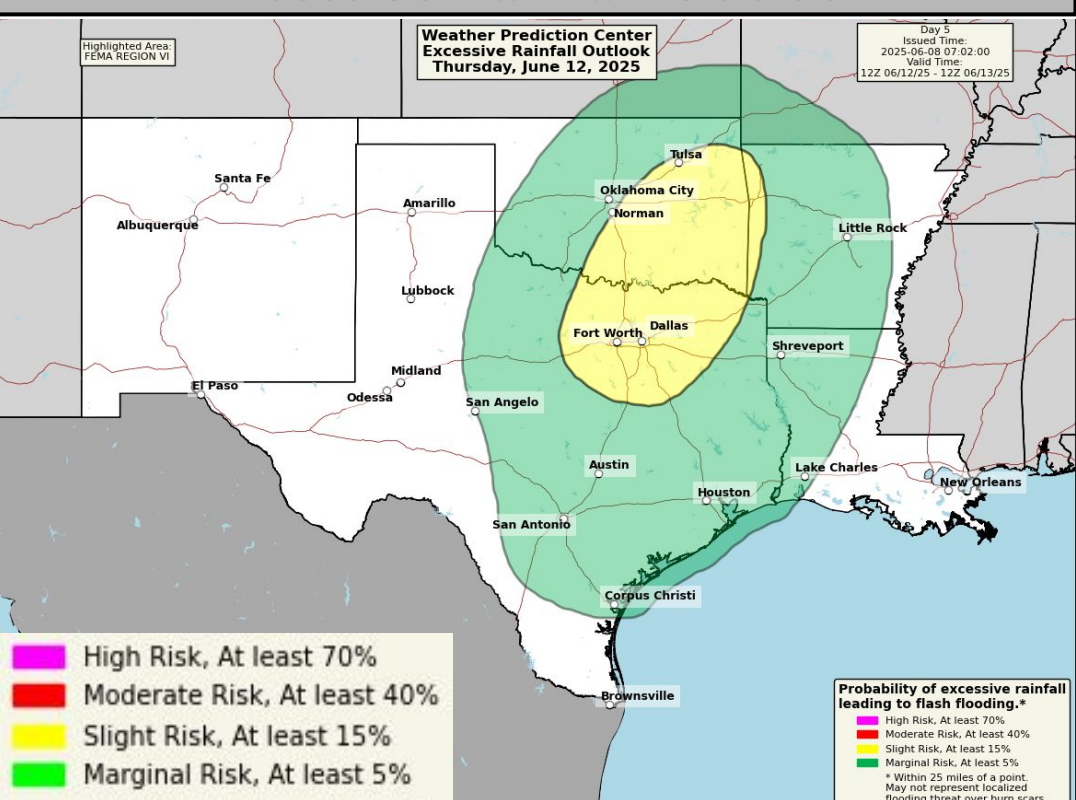 Highlighted Area:
FEMA REGION VI
Weather Prediction Center
Excessive Rainfall Outlook
Thursday, June 12, 2025
Day 5
Issued Time:
2025-06-08 07:02:00
Valid Time:
12Z 06/12/25 - 12Z 06/13/25
Tulsa
Santa Fe
Oklahoma City
Amarillo
Norman
Albuquerque
Little Rock
Lubbock
Dallas
Fort Worth
Shreveport
Midland
El Paso
Odessa
San Angelo
Austin
Lake Charles
New Orleans
Houston
San Antonio
Corpus Christi
Brownsville
High Risk, At least 70%
Moderate Risk, At least 40%
Slight Risk, At least 15%
Marginal Risk, At least 5%
Probability of excessive rainfall
leading to flash flooding.*
High Risk, At least 70%
Moderate Risk, At least 40%
Slight Risk, At least 15%
Marginal Risk, At least 5%
* Within 25 miles of a point.
May not represent localized
flooding threat over burn scars